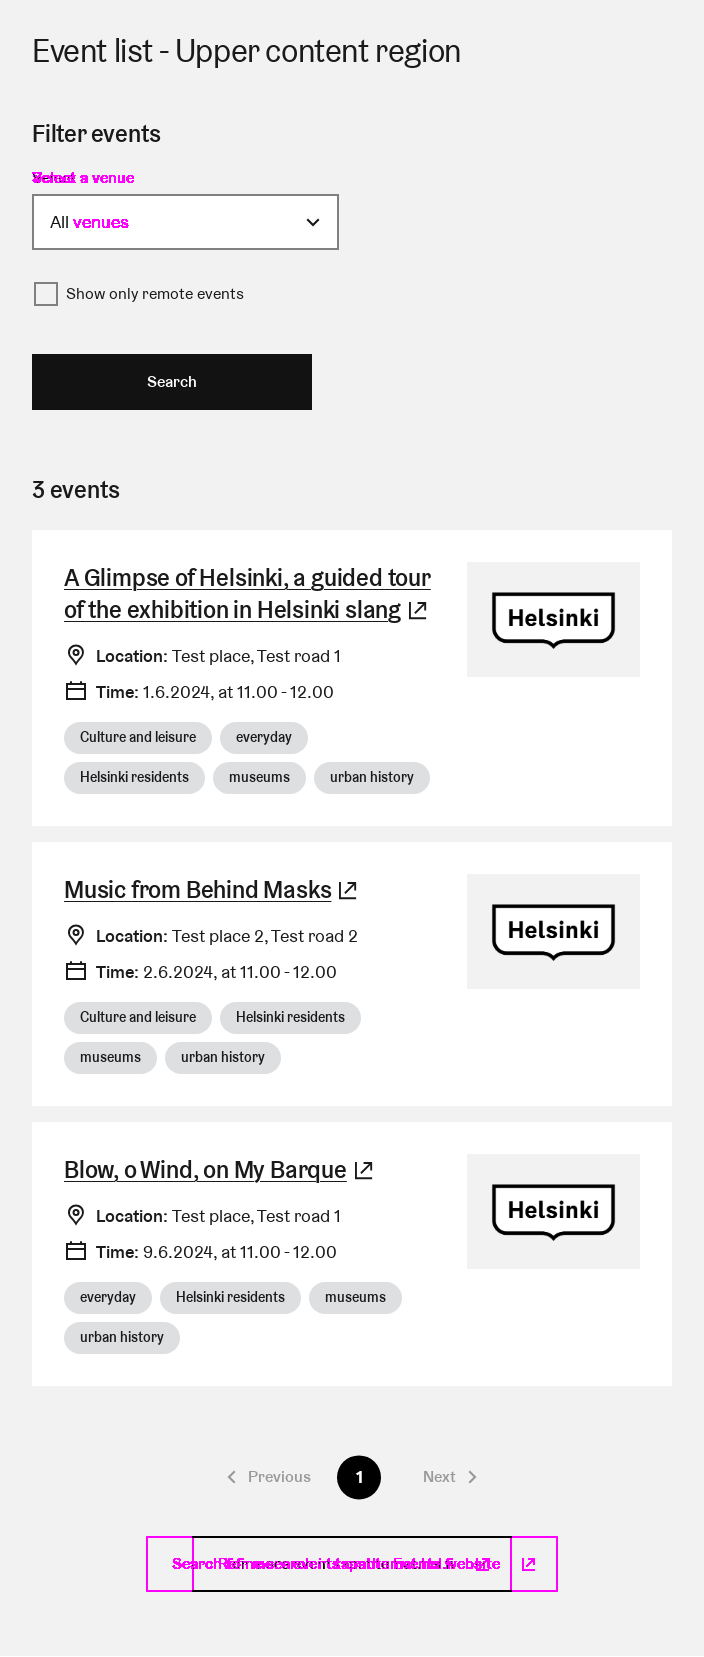 Event list - Upper content region
Filter events
Select a venue
All venues
Show only remote events
Search
3 events
A Glimpse of Helsinki, a guided tour
of the exhibition in Helsinki slang
Helsinki
Location: Test place, Test road 1
Time: 1.6.2024, at 11.00 - 12.00
Culture and leisure everyday
Helsinki residents museums urban history
Music from Behind Masks
Helsinki
Location: Test place 2, Test road 2
Time: 2.6.2024, at 11.00 - 12.00
Culture and leisure Helsinki residents
museums urban history
Blow, o Wind, on My Barque
Helsinki
Location: Test place, Test road 1
Time: 9.6.2024, at 11.00 - 12.00
everyday Helsinki residents museums
urban history
Previous 1 Next